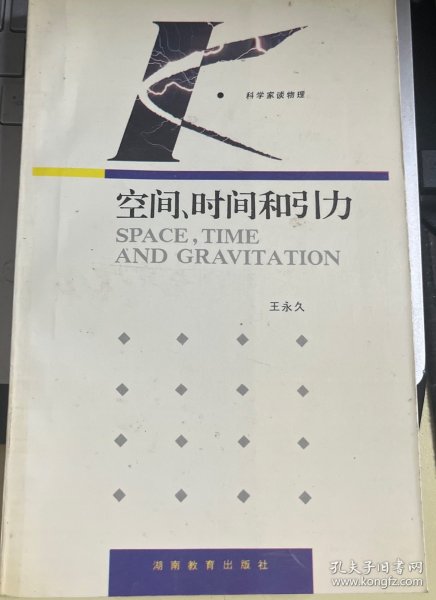 科学家谈物理
空间、时间和引力
SPACE, TIME
AND GRAVITATION
王永久
湖南教育出版社
孔夫子旧书网
www.kongfz.com